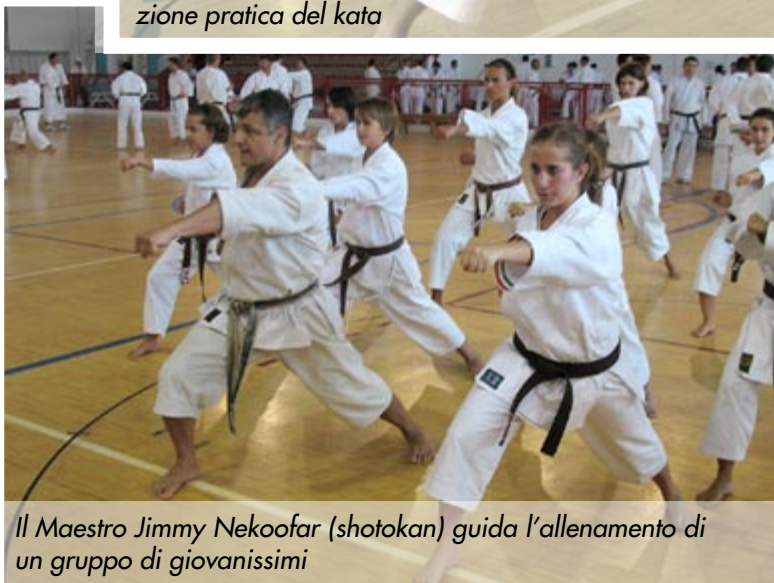 zione pratica del kata
Il Maestro Jimmy Nekoofar (shotokan) guida l'allenamento di
un gruppo di giovanissimi